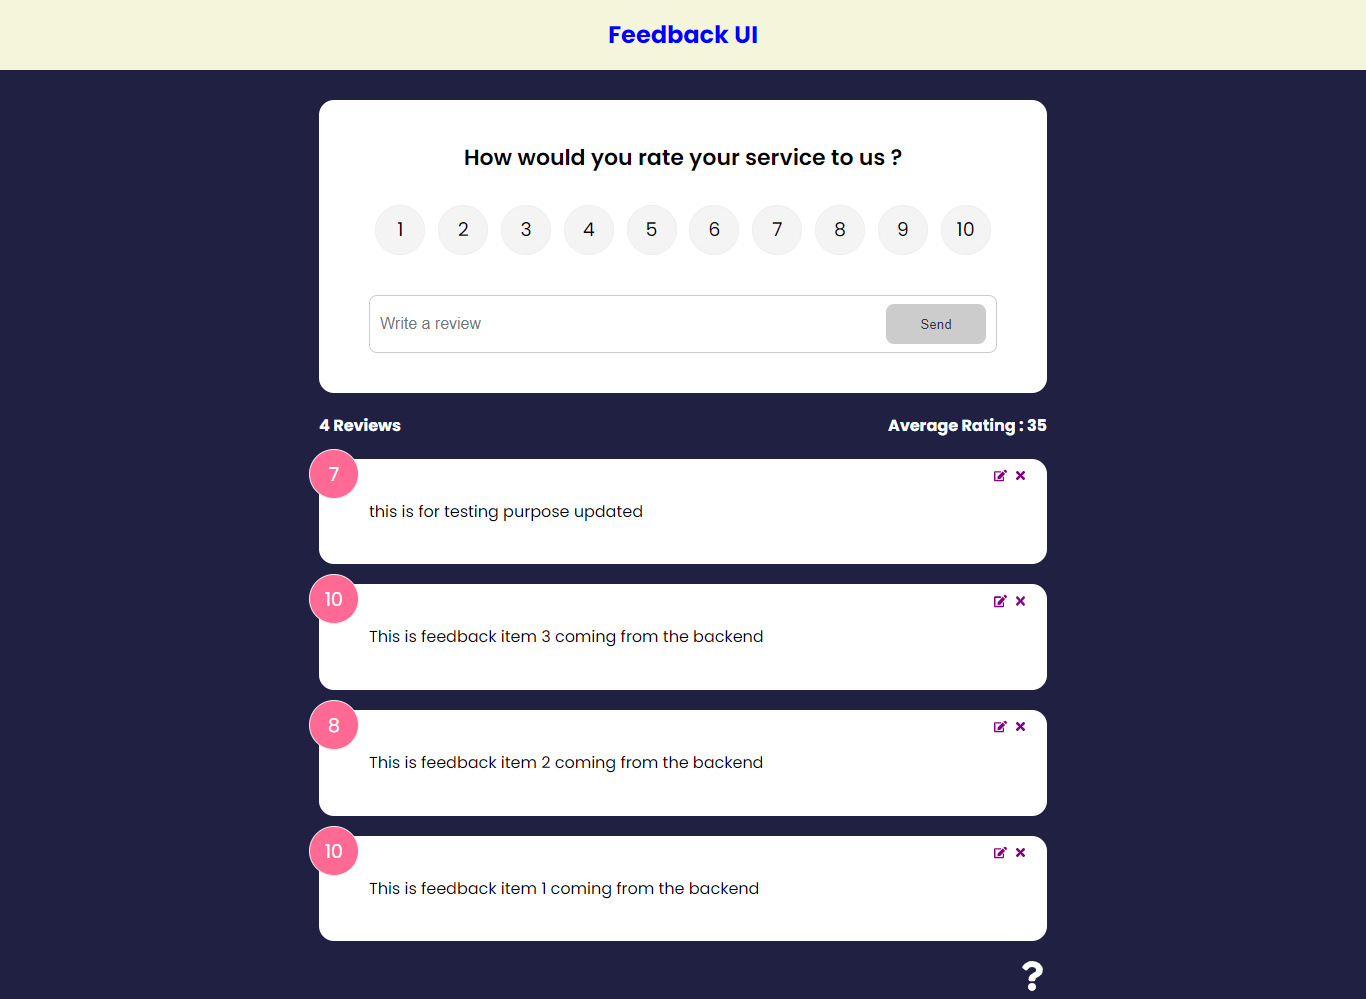 Feedback UI
How would you rate your service to us ?
1 2 3 4 5 6 7 8 9 10
Write a review Send
4 Reviews Average Rating : 35
7
this is for testing purpose updated
10
This is feedback item 3 coming from the backend
8
This is feedback item 2 coming from the backend
10
This is feedback item 1 coming from the backend
?